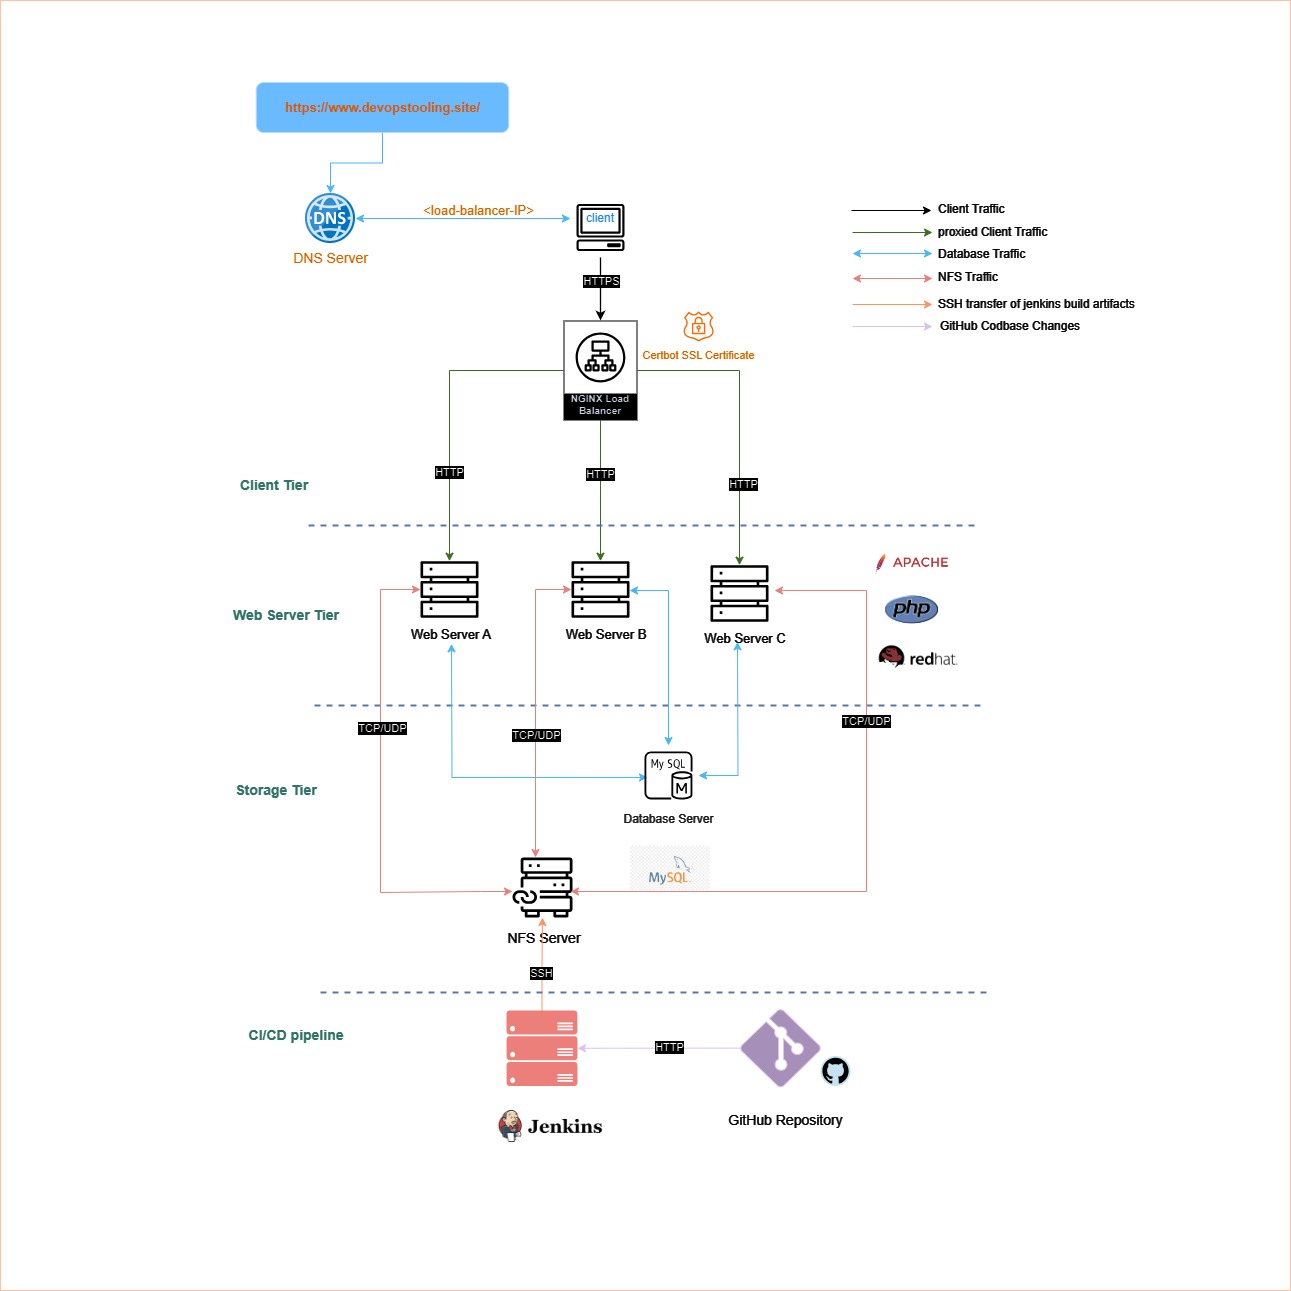 https://www.devopstooling.site/
DNS
<load-balancer-IP>
client
DNS Server
HTTPS
Client Traffic
proxied Client Traffic
Database Traffic
NFS Traffic
SSH transfer of jenkins build artifacts
GitHub Codbase Changes
Certbot SSL Certificate
NGINX Load
Balancer
HTTP
HTTP
HTTP
Client Tier
APACHE
php
redhat.
Web Server Tier
Web Server A
Web Server B
Web Server C
TCP/UDP
TCP/UDP
TCP/UDP
My SQL
M
Storage Tier
Database Server
MySQL
NFS Server
SSH
CI/CD pipeline
HTTP
Jenkins
GitHub Repository